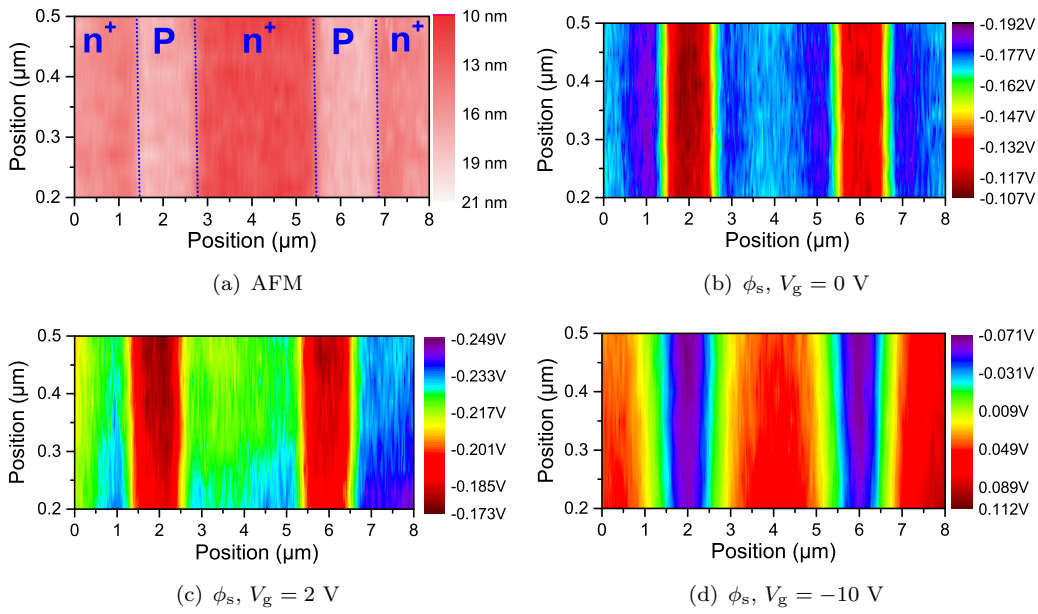 n⁺ P n⁺ P n⁺
Position (µm)
0.5
0.4
0.3
0.2
0 1 2 3 4 5 6 7 8
Position (µm)
10 nm
13 nm
16 nm
19 nm
21 nm
(a) AFM
Position (µm)
0.5
0.4
0.3
0.2
0 1 2 3 4 5 6 7 8
Position (µm)
-0.192V
-0.177V
-0.162V
-0.147V
-0.132V
-0.117V
-0.107V
(b) ϕs, Vg = 0 V
Position (µm)
0.5
0.4
0.3
0.2
0 1 2 3 4 5 6 7 8
Position (µm)
-0.249V
-0.233V
-0.217V
-0.201V
-0.185V
-0.173V
(c) ϕs, Vg = 2 V
Position (µm)
0.5
0.4
0.3
0.2
0 1 2 3 4 5 6 7 8
Position (µm)
-0.071V
-0.031V
0.009V
0.049V
0.089V
0.112V
(d) ϕs, Vg = −10 V